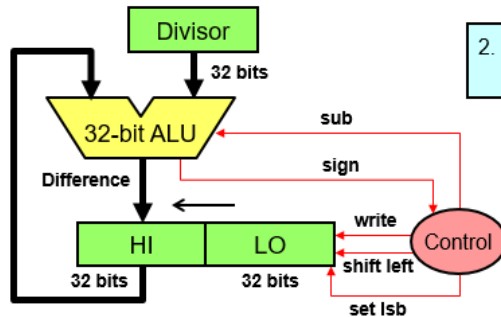 Divisor
32 bits
2.
32-bit ALU
sub
sign
Difference
write
HI
LO
Control
shift left
32 bits
32 bits
set lsb